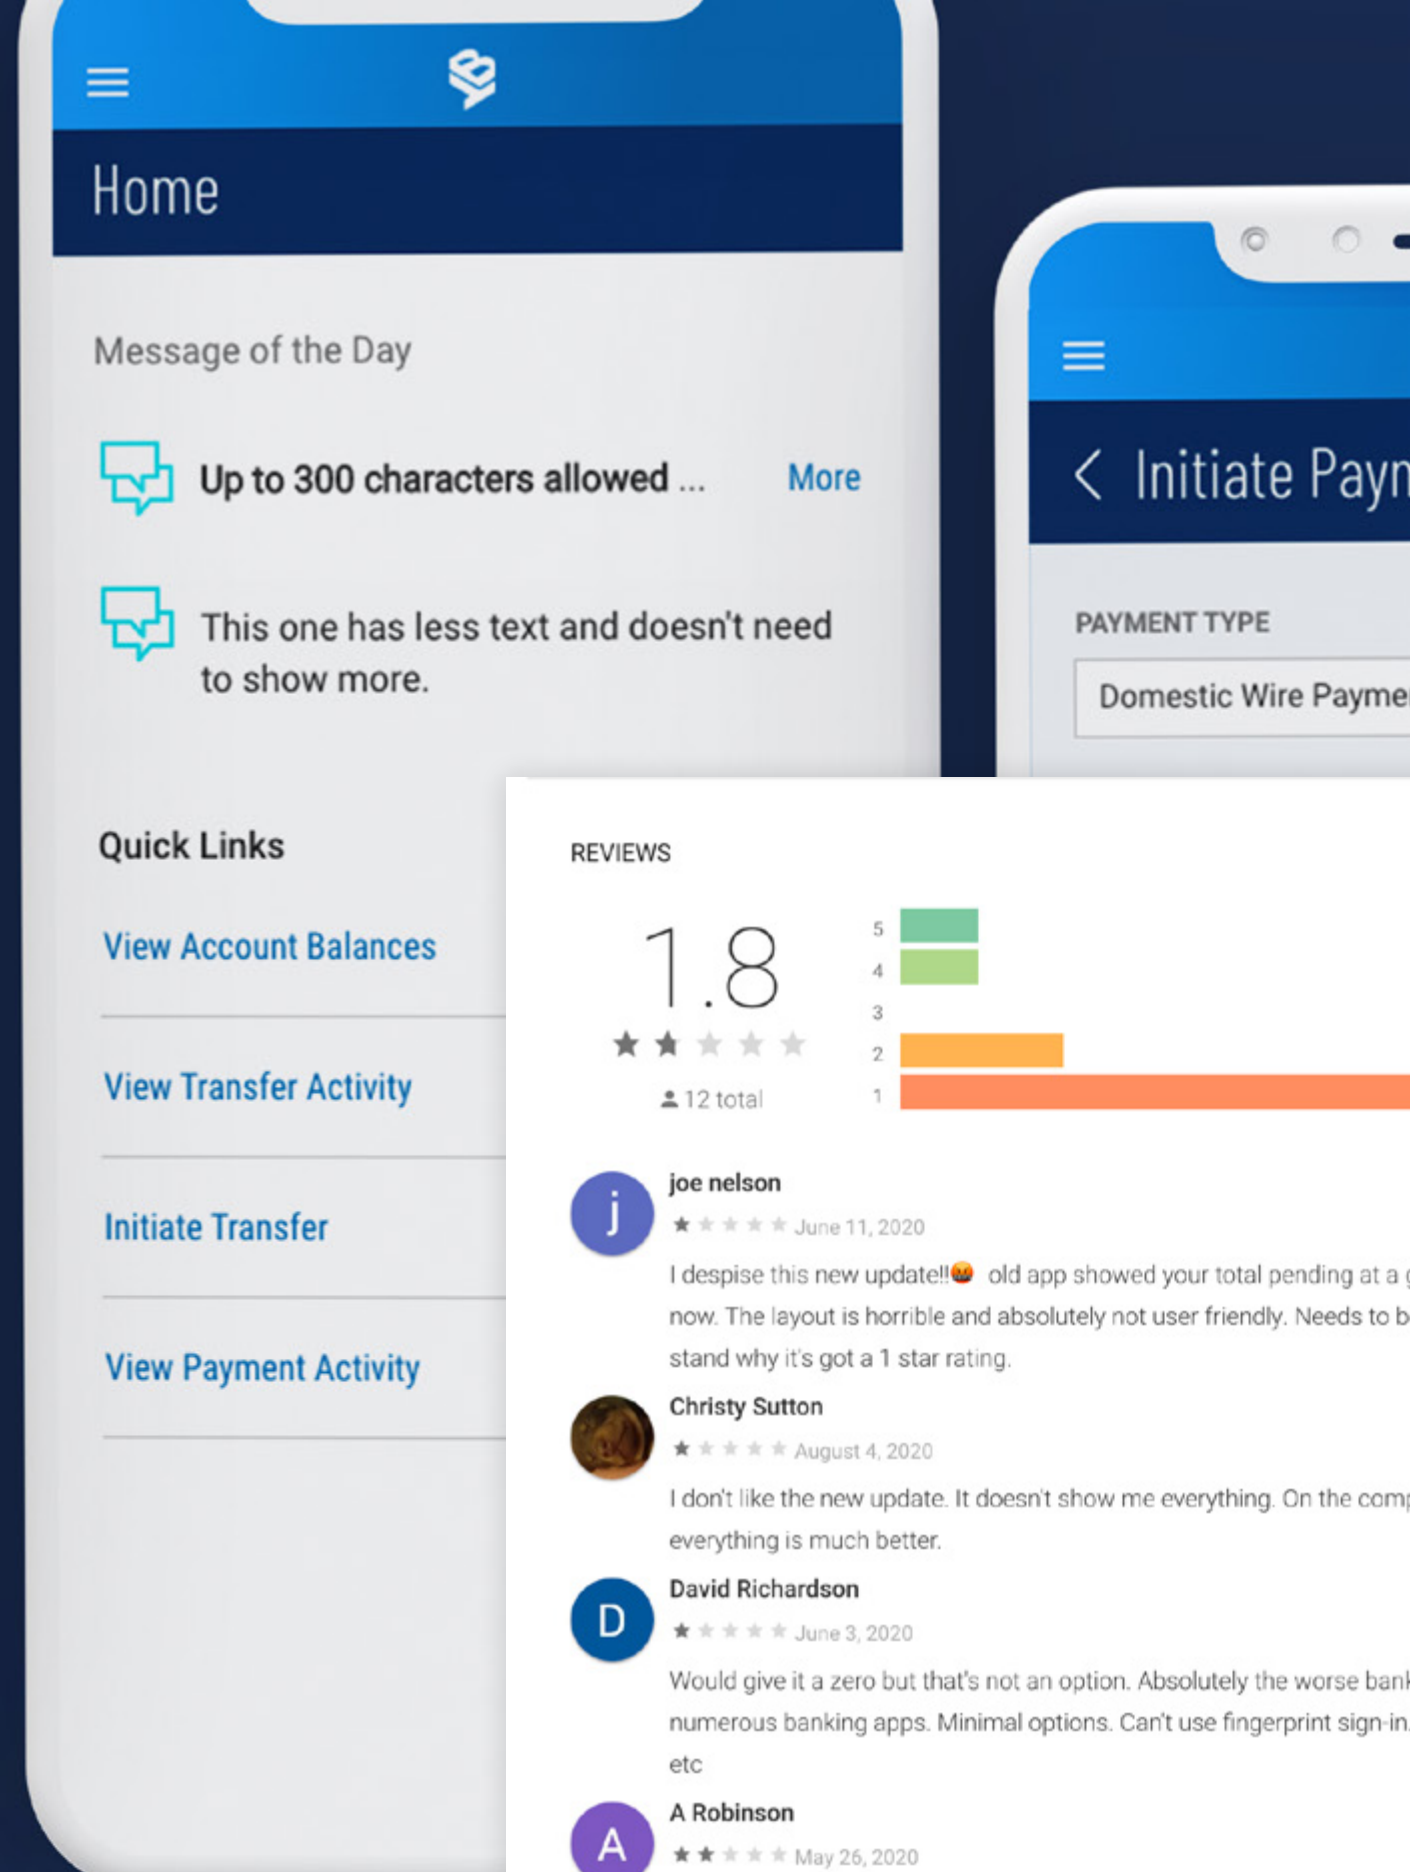 Home
Message of the Day
Up to 300 characters allowed ...
More
This one has less text and doesn't need
to show more.
Quick Links
View Account Balances
View Transfer Activity
Initiate Transfer
View Payment Activity
Initiate Paym
PAYMENT TYPE
Domestic Wire Paymen
REVIEWS
1.8
12 total
5
4
3
2
1
joe nelson
June 11, 2020
I despise this new update!!🤬 old app showed your total pending at a g
now. The layout is horrible and absolutely not user friendly. Needs to b
stand why it's got a 1 star rating.
Christy Sutton
August 4, 2020
I don't like the new update. It doesn't show me everything. On the comp
everything is much better.
D
David Richardson
June 3, 2020
Would give it a zero but that's not an option. Absolutely the worse bank
numerous banking apps. Minimal options. Can't use fingerprint sign-in.
etc
A
A Robinson
May 26, 2020
j